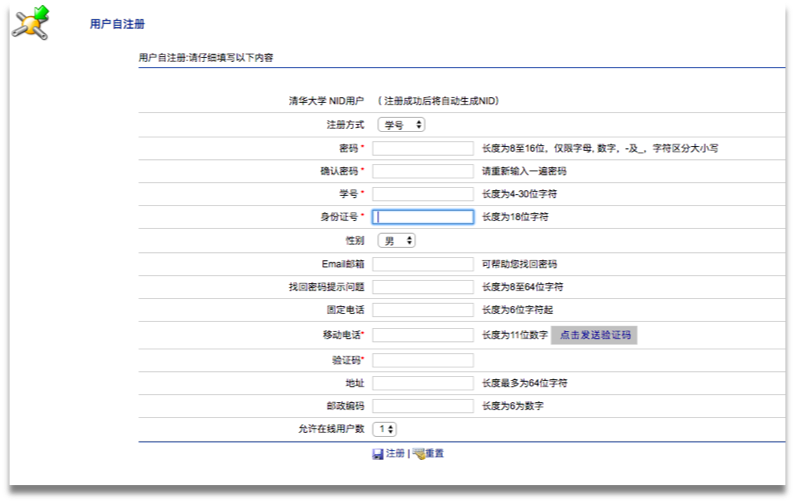 用户自注册
用户自注册:请仔细填写以下内容
清华大学 NID用户 (注册成功后将自动生成NID)
注册方式 学号
密码 * 长度为8至16位，仅限字母, 数字，-及_，字符区分大小写
确认密码 * 请重新输入一遍密码
学号 * 长度为4-30位字符
身份证号 * 长度为18位字符
性别 男
Email邮箱 可帮助您找回密码
找回密码提示问题 长度为8至64位字符
固定电话 长度为6位字符起
移动电话* 长度为11位数字 点击发送验证码
验证码*
地址 长度最多为64位字符
邮政编码 长度为6为数字
允许在线用户数 1
注册 | 重置